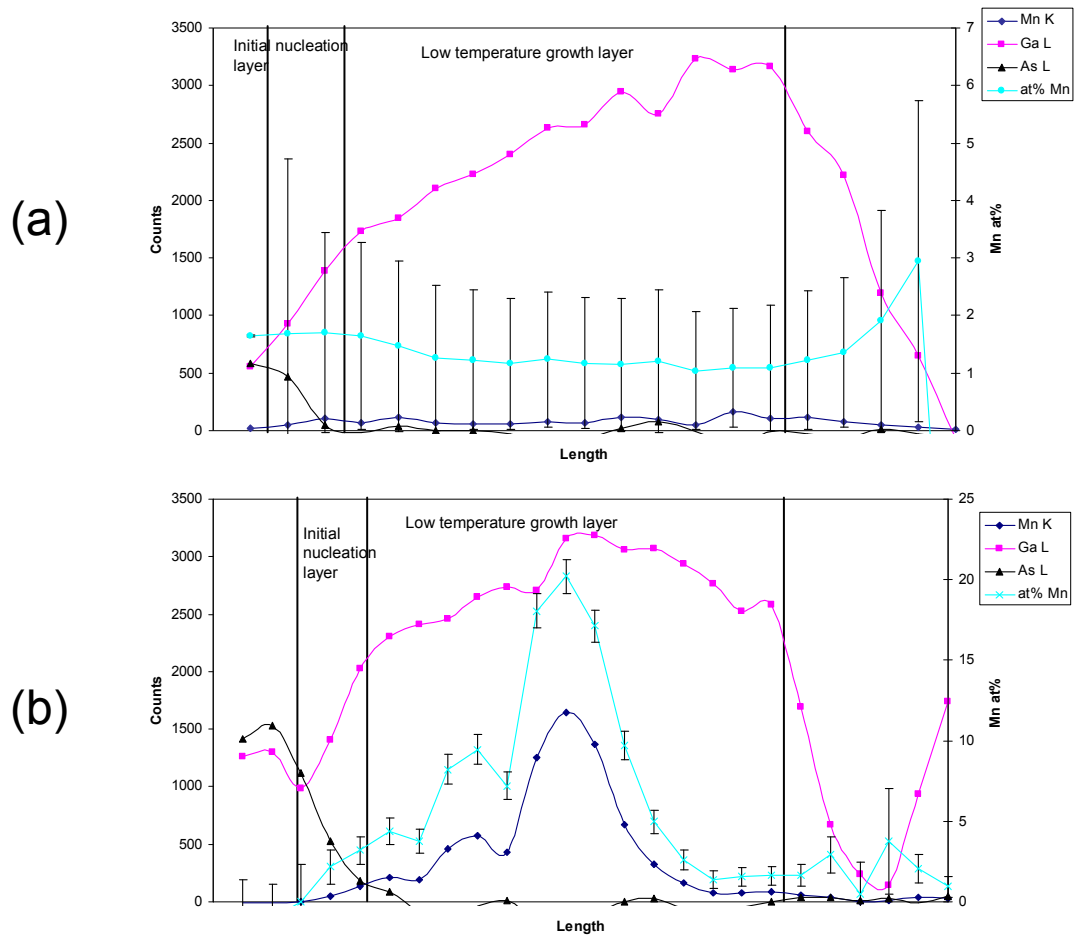 (a)
3500
3000
2500
2000
1500
1000
500
0
Counts
Initial nucleation
layer
Low temperature growth layer
7
6
5
4
3
2
1
0
Mn at%
Length
Mn K
Ga L
As L
at% Mn
(b)
3500
3000
2500
2000
1500
1000
500
0
Counts
Initial
nucleation
layer
Low temperature growth layer
25
20
15
10
5
0
Mn at%
Length
Mn K
Ga L
As L
at% Mn